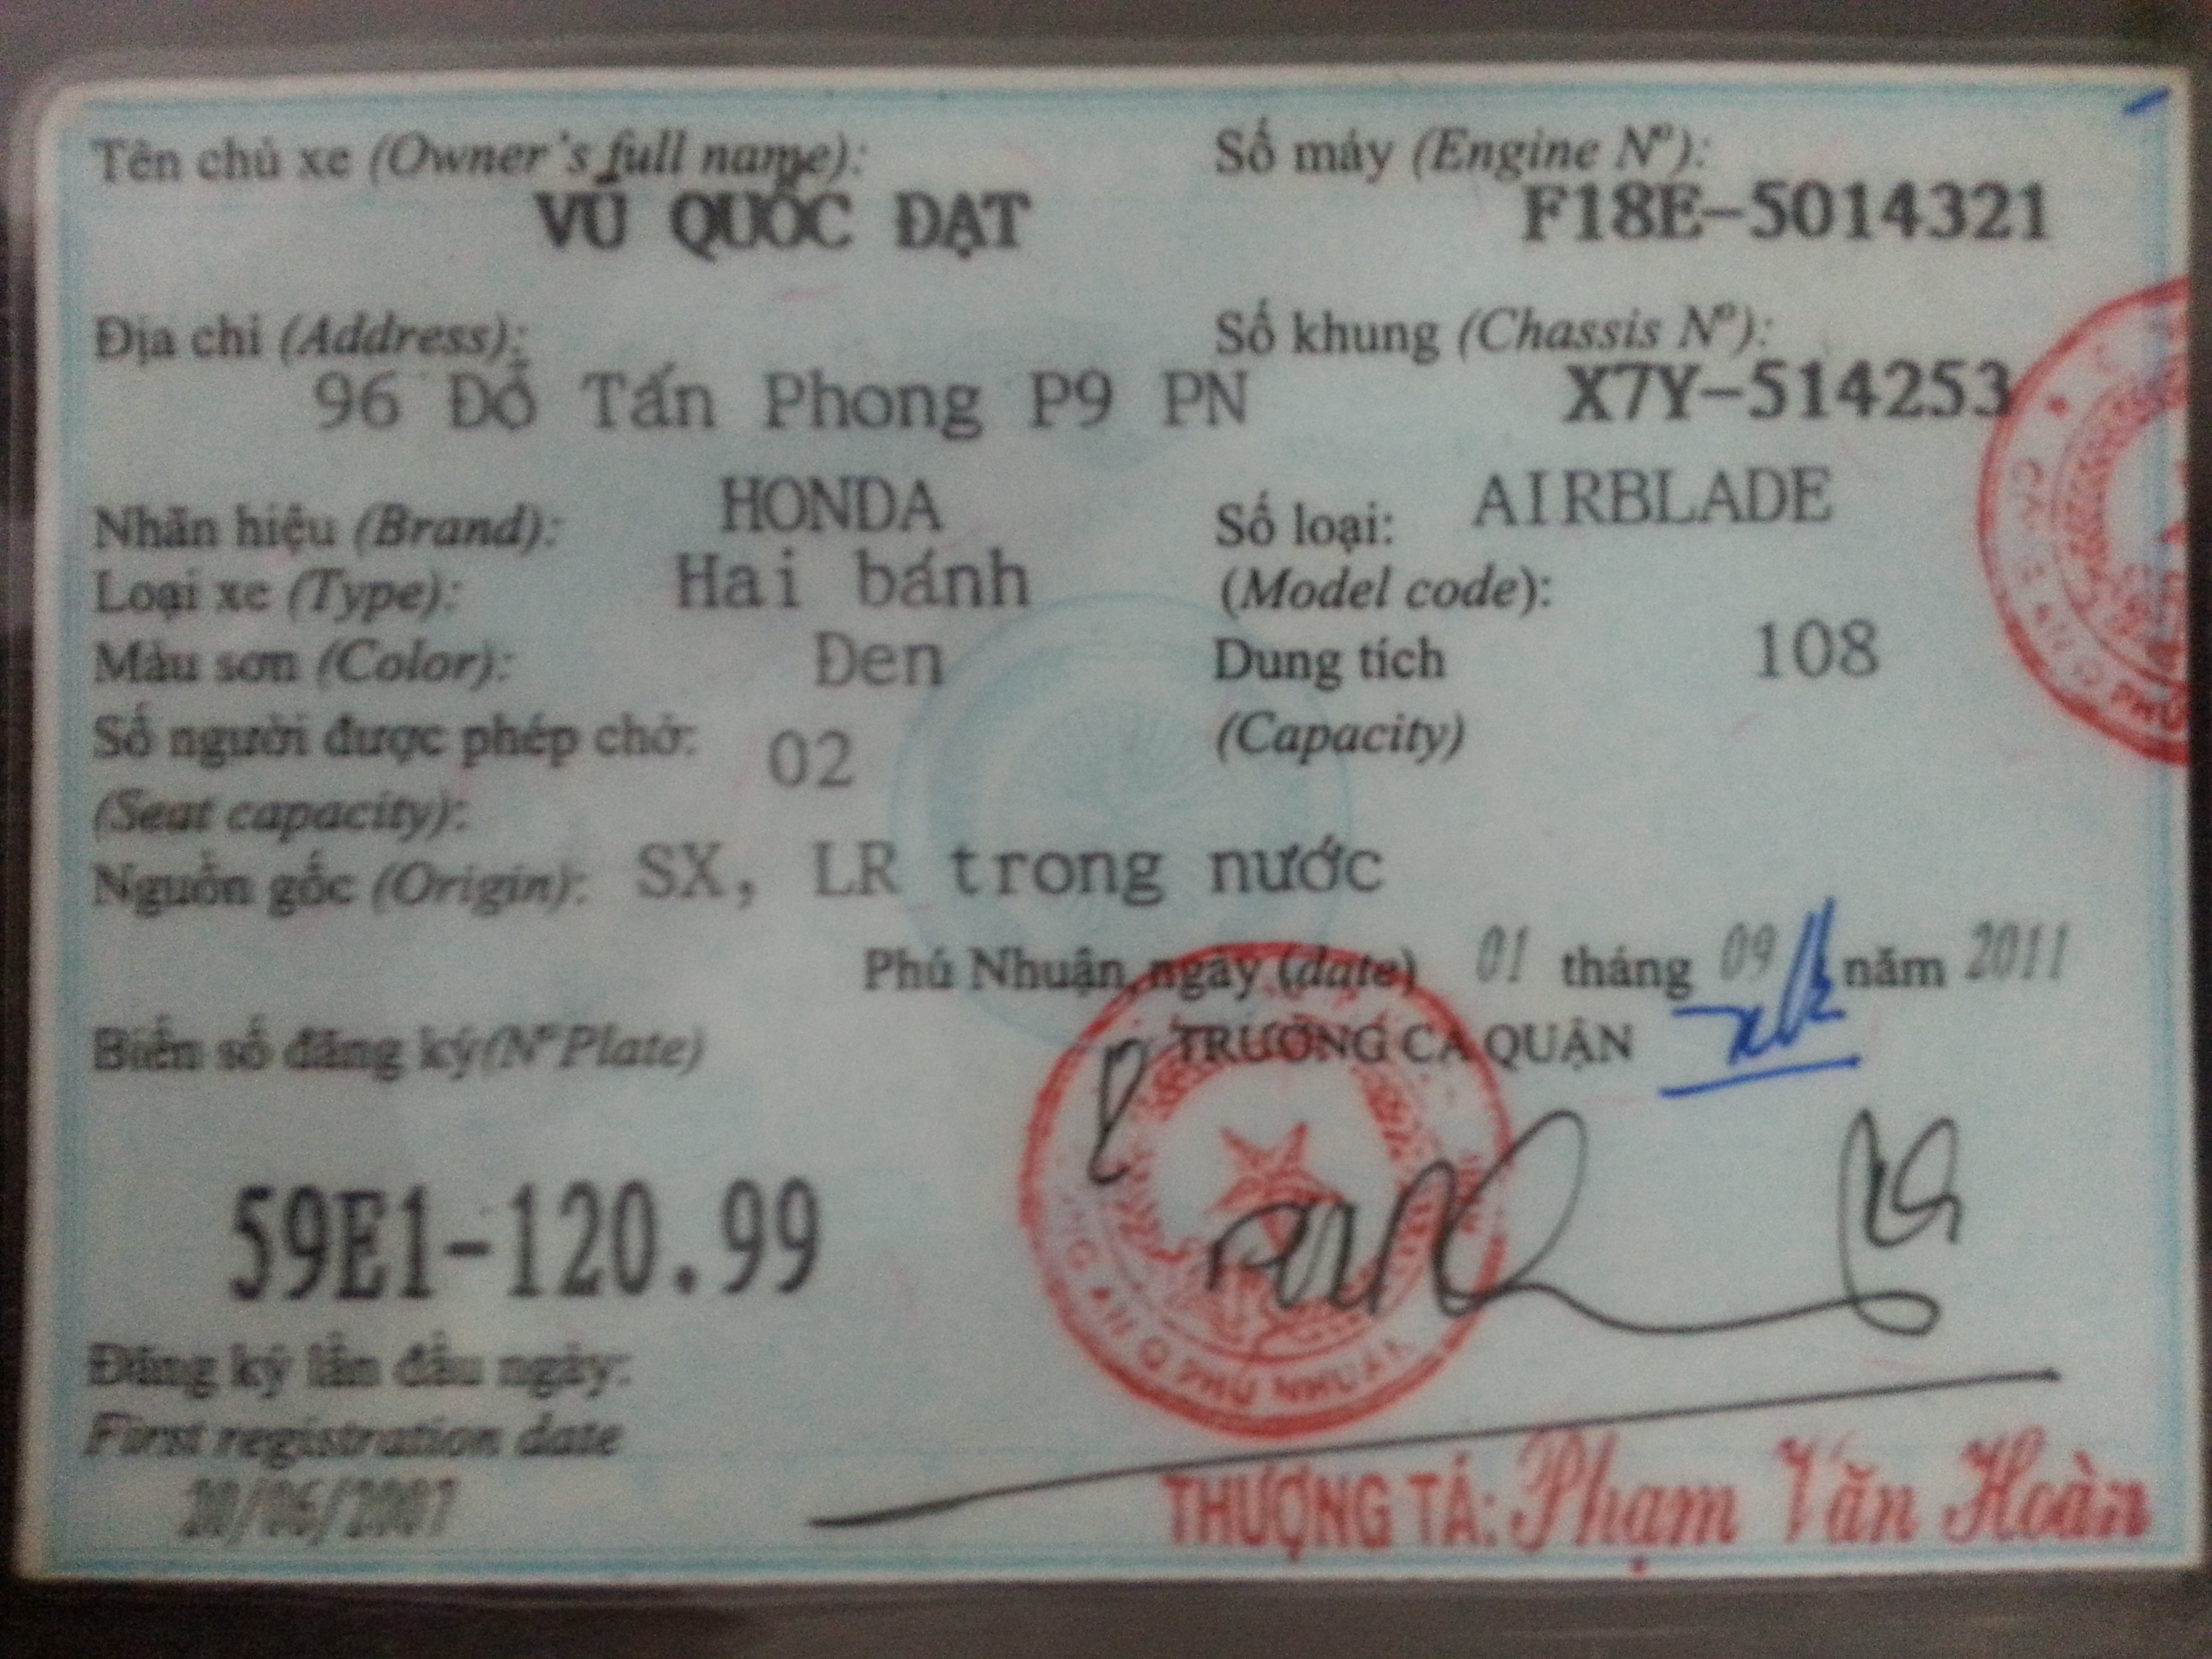 Tên chủ xe (Owner's full name): Số máy (Engine Nº):
VŨ QUỐC ĐẠT F18E-5014321
Địa chỉ (Address): Số khung (Chassis Nº):
96 Đỗ Tấn Phong P9 PN X7Y-514253
Nhãn hiệu (Brand): HONDA Số loại: AIRBLADE
Loại xe (Type): Hai bánh (Model code):
Màu sơn (Color): Đen Dung tích 108
Số người được phép chở: 02 (Capacity)
(Seat capacity):
Nguồn gốc (Origin): SX, LR trong nước
Phú Nhuận, ngày (date) 01 tháng 09 năm 2011
Biển số đăng ký (Nº Plate) TRƯỞNG CA QUẬN
59E1-120.99
Đăng ký lần đầu ngày:
First registration date
20/06/2007
THƯỢNG TÁ: Phạm Văn Hoàn